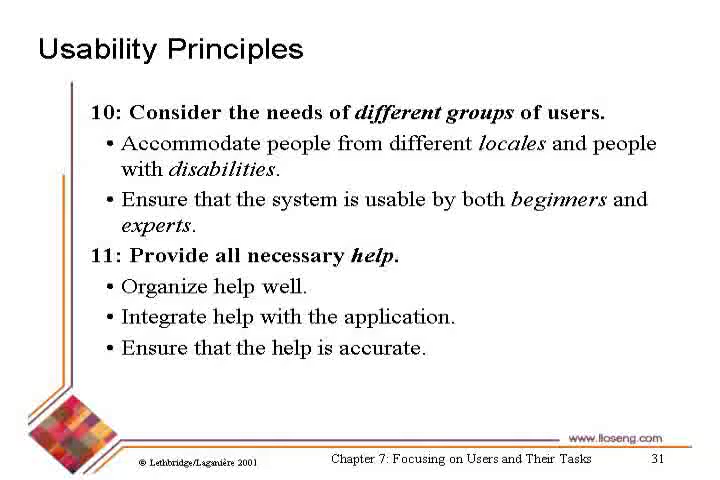 Usability Principles
10: Consider the needs of different groups of users.
• Accommodate people from different locales and people
with disabilities.
• Ensure that the system is usable by both beginners and
experts.
11: Provide all necessary help.
• Organize help well.
• Integrate help with the application.
• Ensure that the help is accurate.
www.lloseng.com
© Lethbridge/Laganière 2001
Chapter 7: Focusing on Users and Their Tasks
31